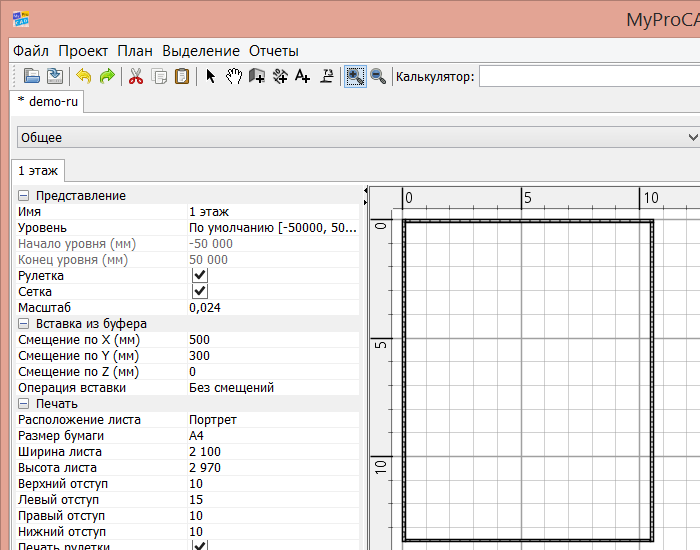 MyProCA
Файл Проект План Выделение Отчеты
Калькулятор:
* demo-ru
Общее
1 этаж
Представление
Имя 1 этаж
Уровень По умолчанию [-50000, 50...
Начало уровня (мм) -50 000
Конец уровня (мм) 50 000
Рулетка
Сетка
Масштаб 0,024
Вставка из буфера
Смещение по X (мм) 500
Смещение по Y (мм) 300
Смещение по Z (мм) 0
Операция вставки Без смещений
Печать
Расположение листа Портрет
Размер бумаги A4
Ширина листа 2 100
Высота листа 2 970
Верхний отступ 10
Левый отступ 15
Правый отступ 10
Нижний отступ 10
Печать рулетки
0 5 10
0
5
10